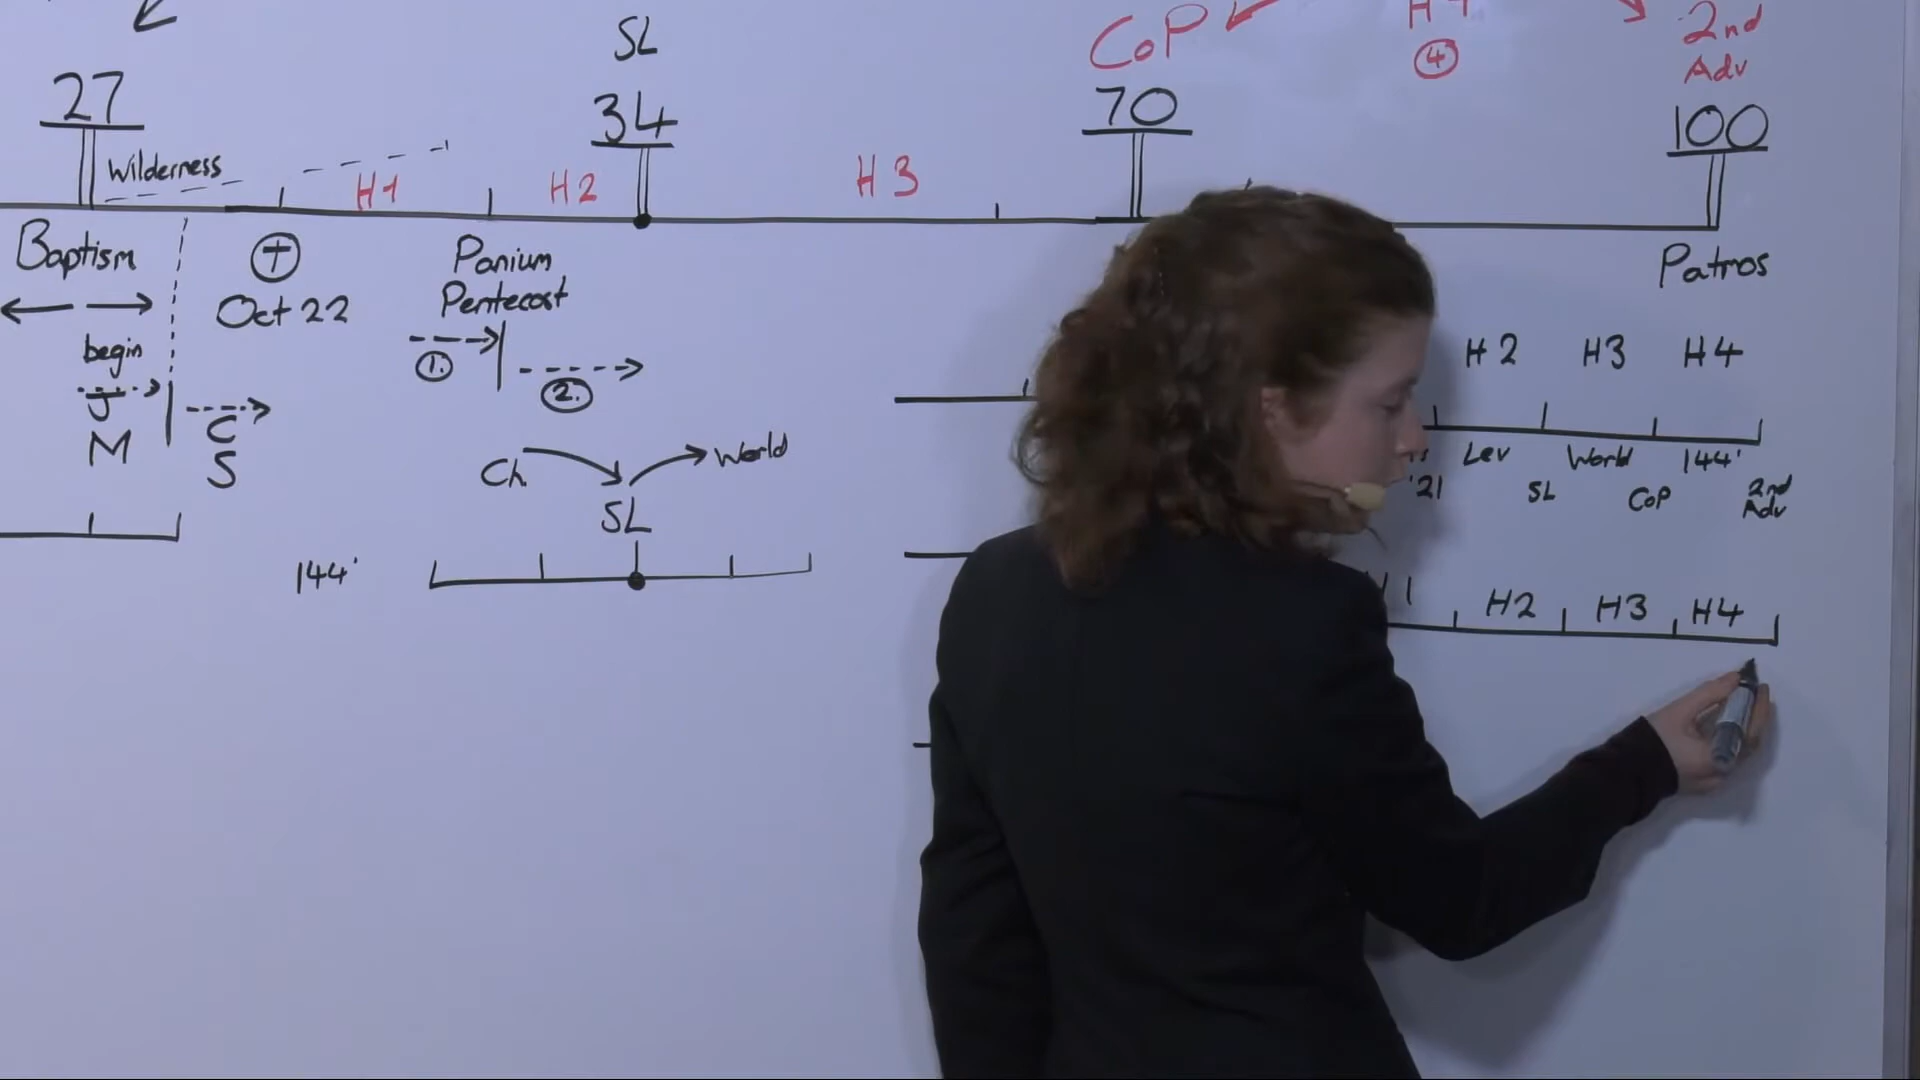 SL
CoP
④
2nd
Adv
27
34
70
100
Wilderness
H1
H2
H3
Baptism
Oct 22
Panium
Pentecost
Patmos
begin
J
M
C
S
①.
②.
H2
H3
H4
Ch
World
SL
Lev
World
144'
'21
SL
CoP
2nd
Adv
144'
H2
H3
H4